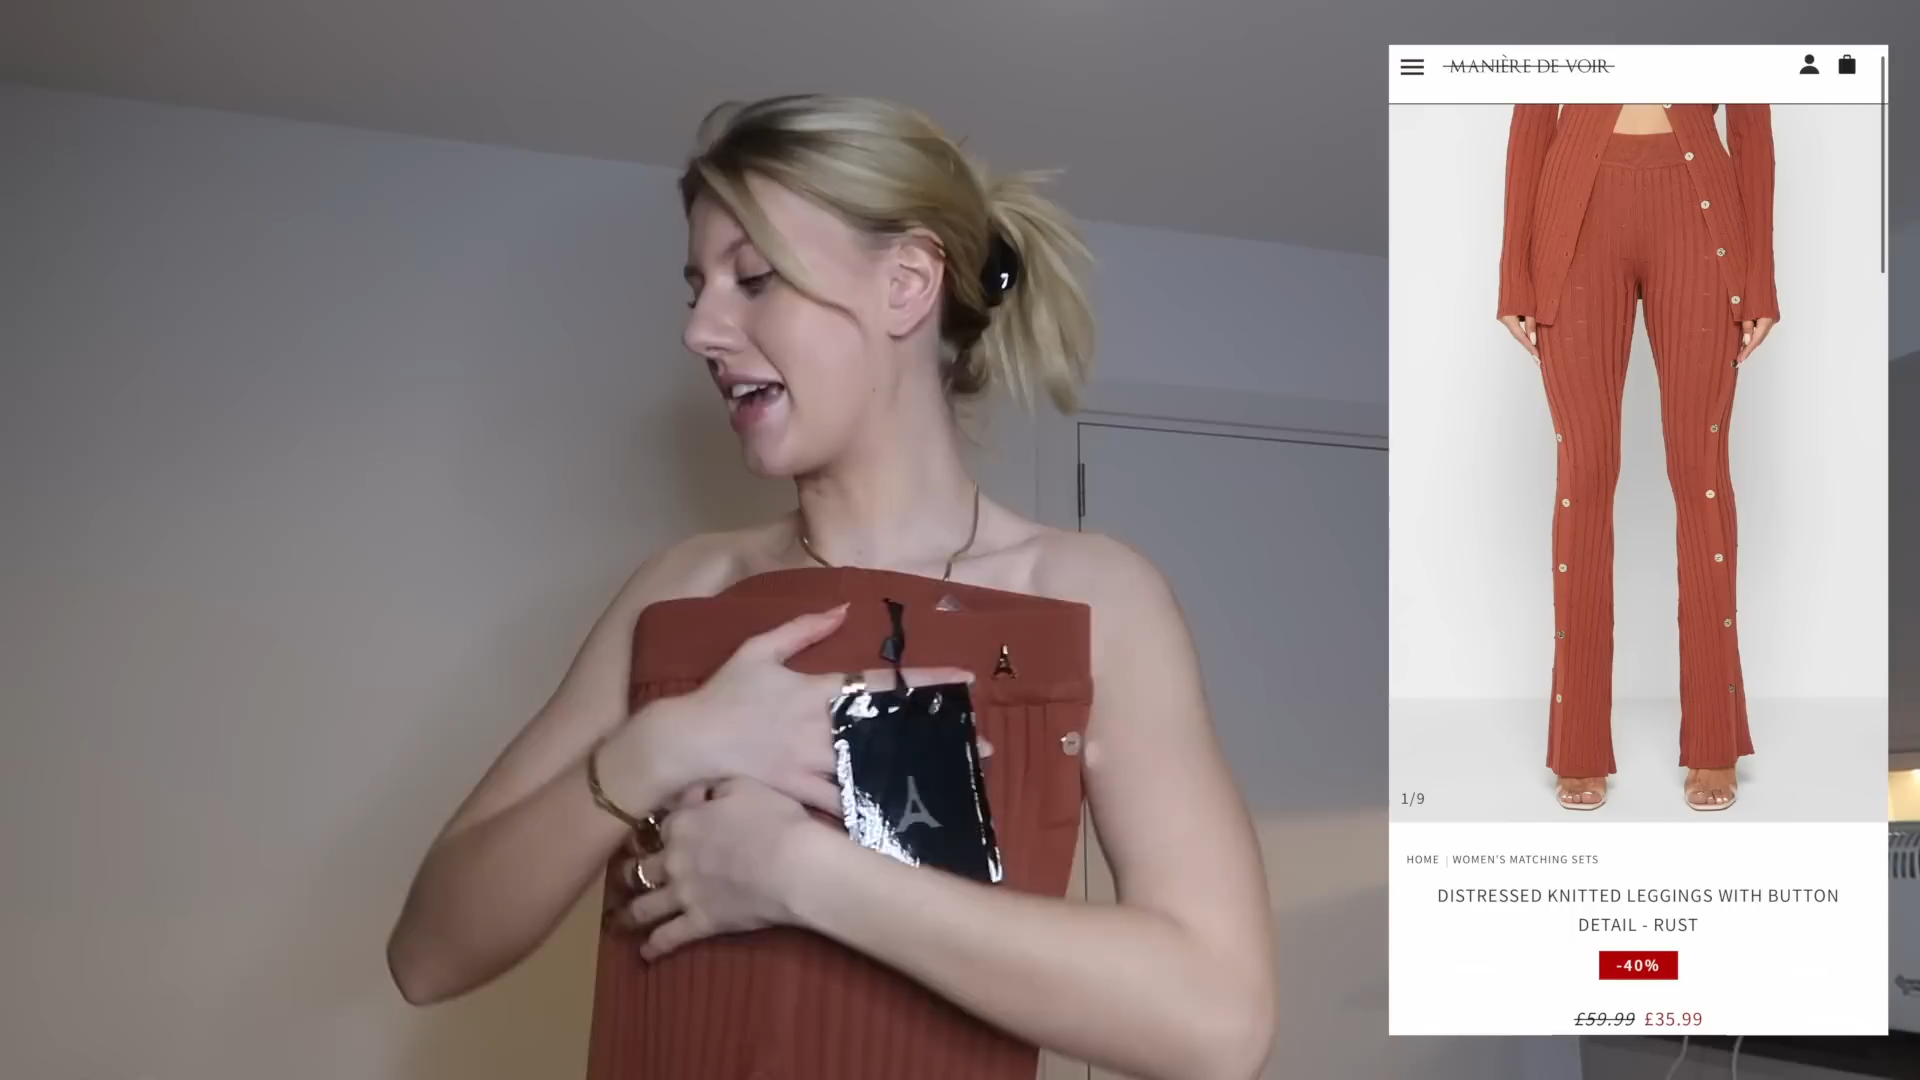 MANIÈRE DE VOIR
1/9
HOME | WOMEN'S MATCHING SETS
DISTRESSED KNITTED LEGGINGS WITH BUTTON
DETAIL - RUST
-40%
£59.99 £35.99